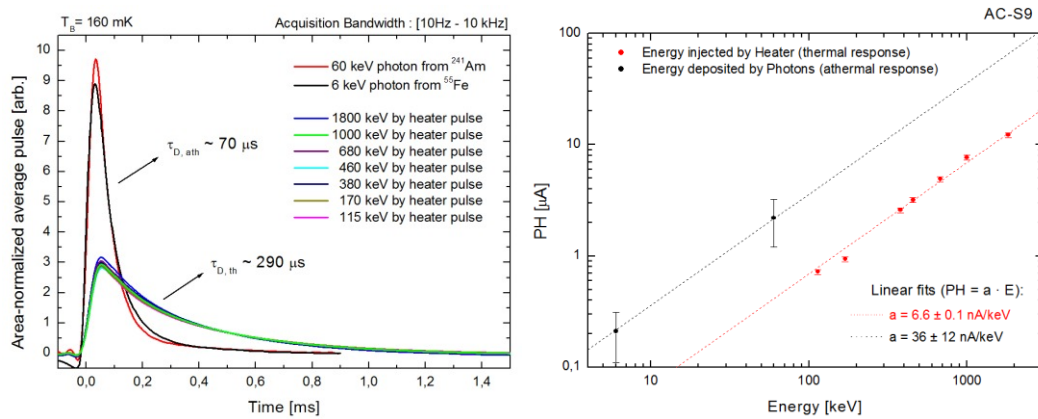 T_B = 160 mK
Acquisition Bandwidth : [10Hz - 10 kHz]
Area-normalized average pulse [arb.]
10
9
8
7
6
5
4
3
2
1
0
60 keV photon from ²⁴¹Am
6 keV photon from ⁵⁵Fe
1800 keV by heater pulse
1000 keV by heater pulse
680 keV by heater pulse
460 keV by heater pulse
380 keV by heater pulse
170 keV by heater pulse
115 keV by heater pulse
τ_D, ath ~ 70 µs
τ_D, th ~ 290 µs
0,0 0,2 0,4 0,6 0,8 1,0 1,2 1,4
Time [ms]
AC-S9
PH [µA]
100
10
1
0,1
Energy injected by Heater (thermal response)
Energy deposited by Photons (athermal response)
Linear fits (PH = a · E):
a = 6.6 ± 0.1 nA/keV
a = 36 ± 12 nA/keV
10 100 1000
Energy [keV]